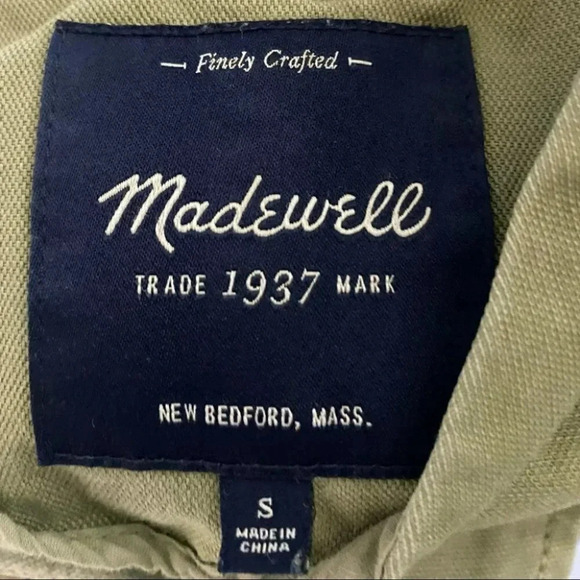 Finely Crafted
Madewell
TRADE 1937 MARK
NEW BEDFORD, MASS.
S
MADE IN
CHINA